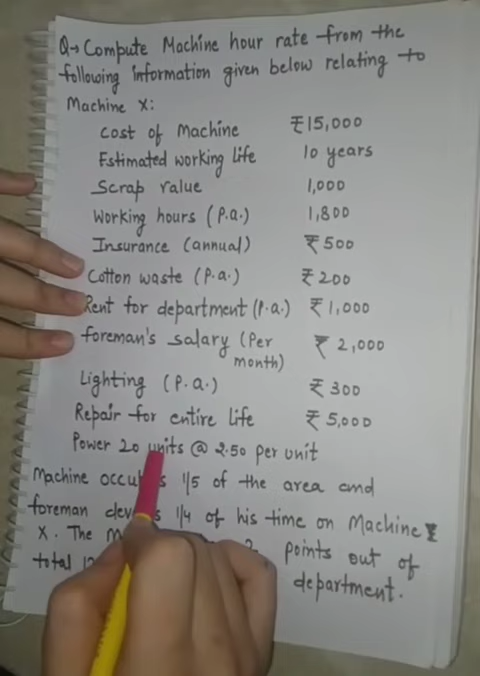 Q→ Compute Machine hour rate from the
following information given below relating to
Machine X:
Cost of Machine ₹15,000
Estimated working life 10 years
Scrap value 1,000
Working hours (P.a.) 1,800
Insurance (annual) ₹500
Cotton waste (P.a.) ₹200
Rent for department (P.a.) ₹1,000
foreman's salary (Per month) ₹2,000
Lighting (P.a.) ₹300
Repair for entire life ₹5,000
Power 20 units @ 2.50 per unit
Machine of the area and
foreman 1/4 of his time on Machine
X. The points out of
total department.